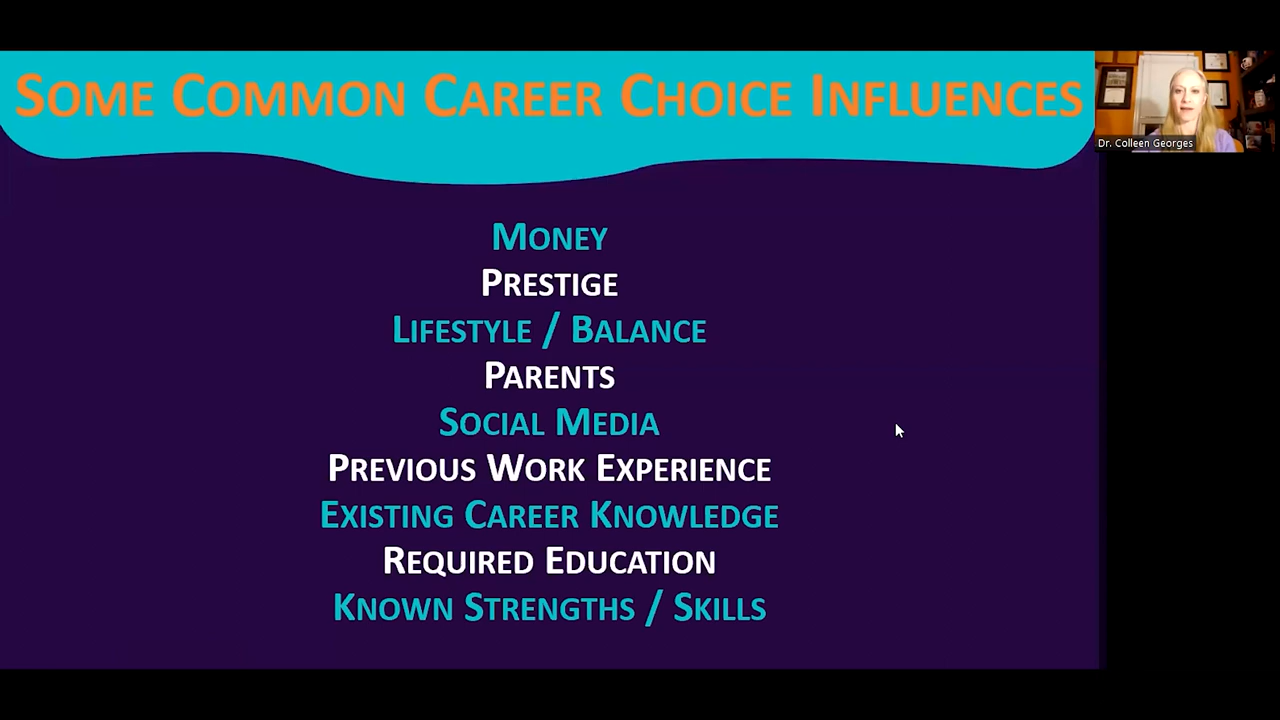 Some Common Career Choice Influences
Dr. Colleen Georges
Money
Prestige
Lifestyle / Balance
Parents
Social Media
Previous Work Experience
Existing Career Knowledge
Required Education
Known Strengths / Skills